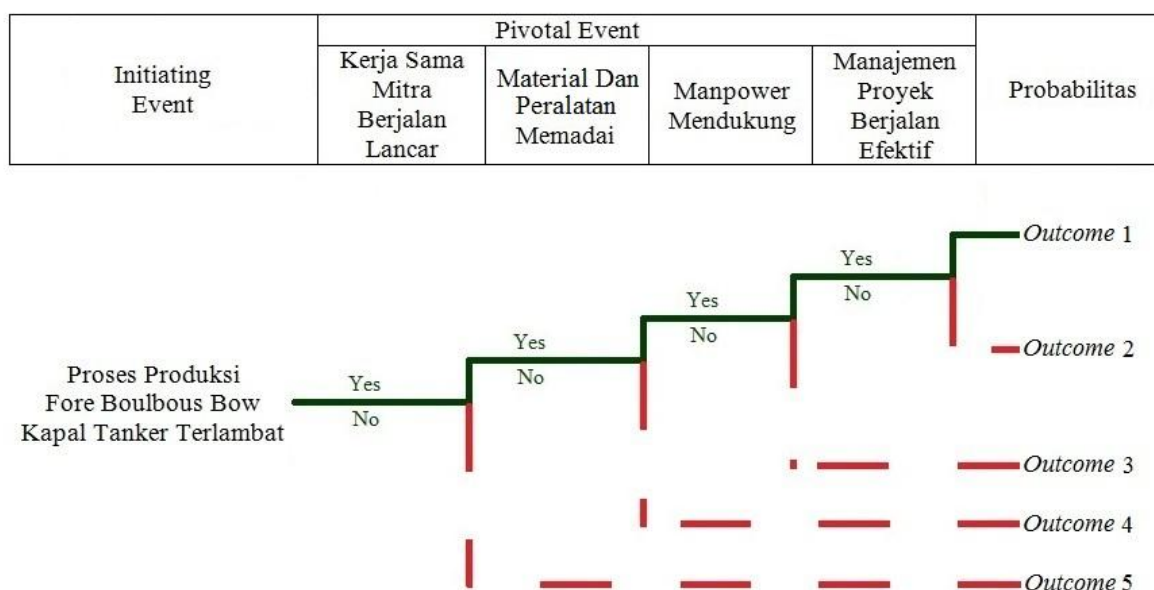 Initiating
Event
Pivotal Event
Kerja Sama
Mitra
Berjalan
Lancar
Material Dan
Peralatan
Memadai
Manpower
Mendukung
Manajemen
Proyek
Berjalan
Efektif
Probabilitas
Outcome 1
Yes
No
Yes
No
Outcome 2
Yes
No
Proses Produksi
Fore Boulbous Bow
Kapal Tanker Terlambat
Yes
No
Outcome 3
Outcome 4
Outcome 5